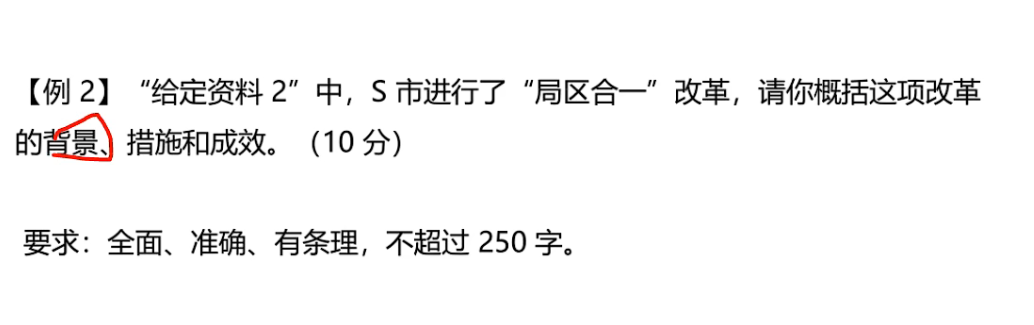 【例 2】“给定资料 2”中，S 市进行了“局区合一”改革，请你概括这项改革
的背景、措施和成效。（10 分）
要求：全面、准确、有条理，不超过 250 字。